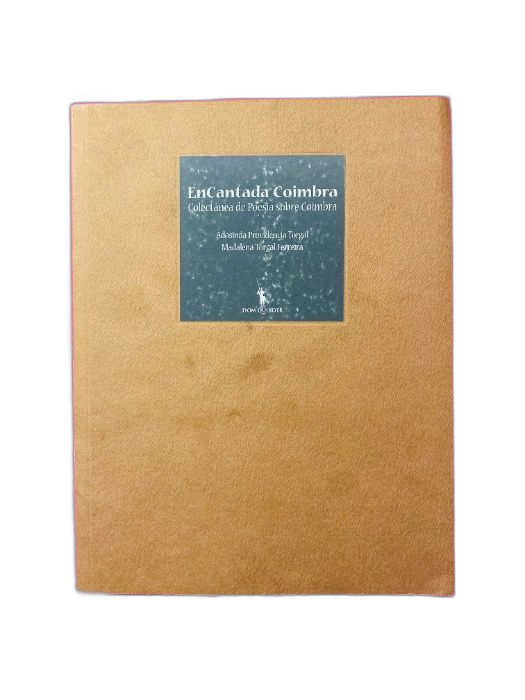 EnCantada Coimbra
Colectânea de Poesia sobre Coimbra
Adosinda Providência Torgal
Madalena Torgal Ferreira
DOM QUIXOTE